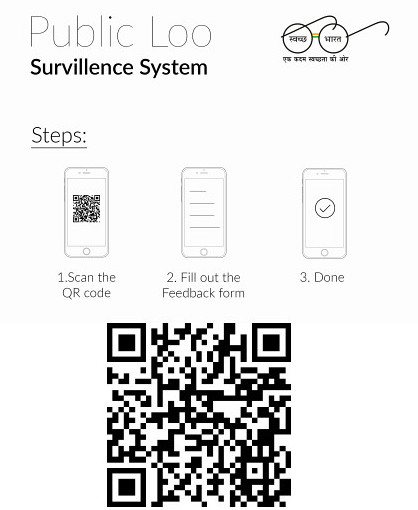 Public Loo
Survillence System
स्वच्छ भारत
एक कदम स्वच्छता की ओर
Steps:
1.Scan the
QR code
2. Fill out the
Feedback form
3. Done